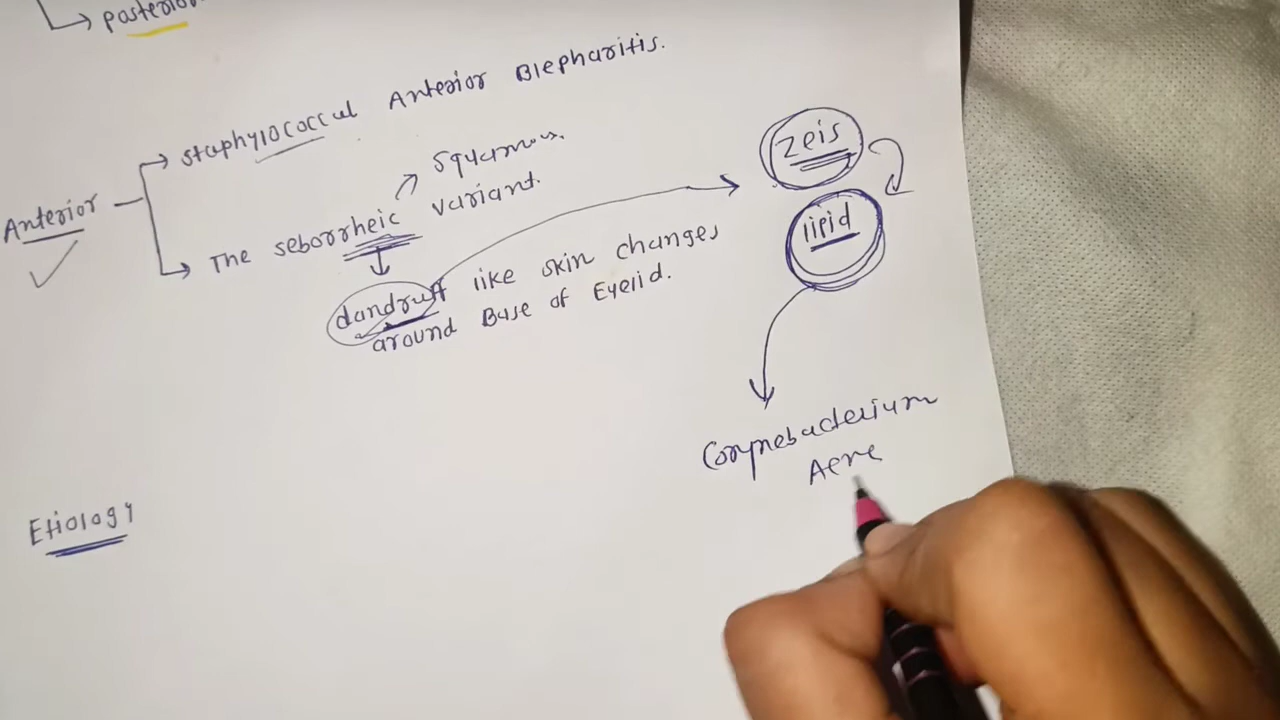 posterior
staphylococcul Anterior Blepharitis.
Anterior
squamous.
The seborrheic variant.
dandruff like skin changes
around Base of Eyelid.
zeis
lipid
Corynebacterium
Acne
Etiology